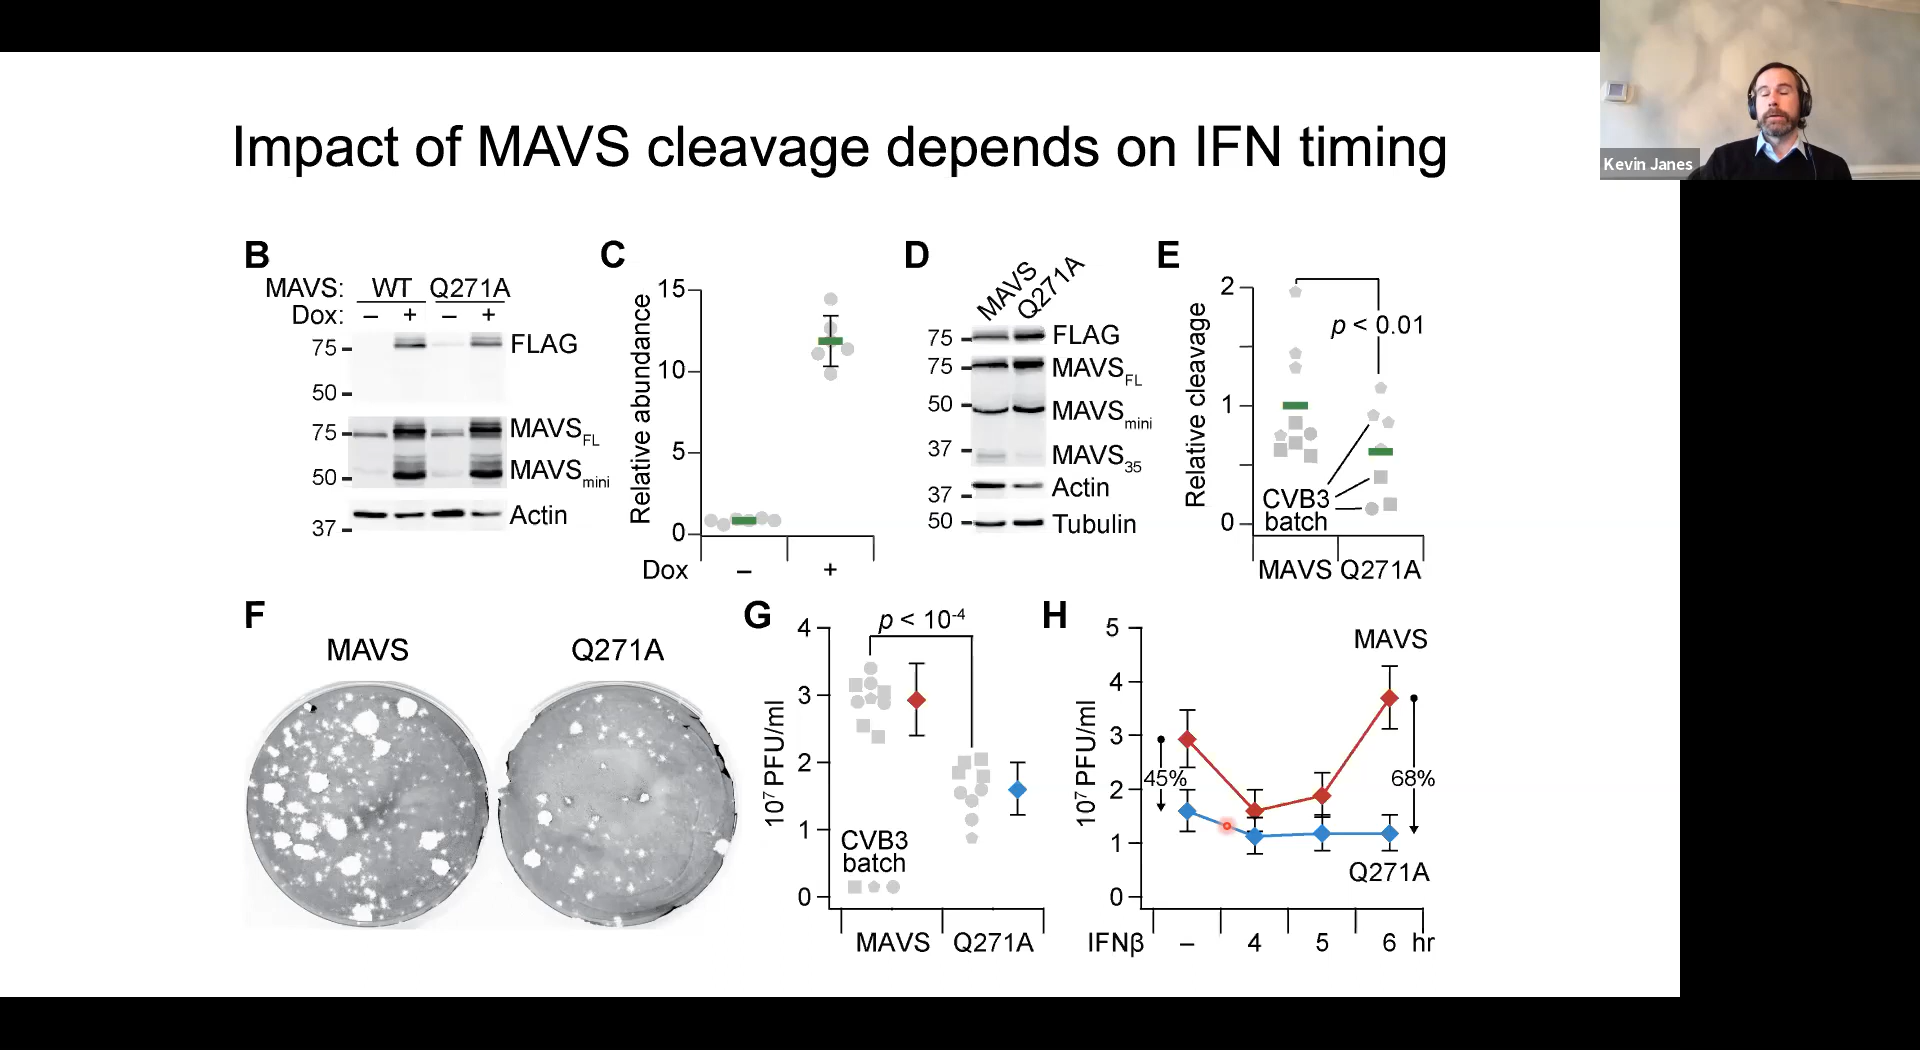 Kevin Janes
Impact of MAVS cleavage depends on IFN timing
B
MAVS: WT Q271A
Dox: – + – +
75
FLAG
50
75
MAVSFL
50
MAVSmini
Actin
37
C
Relative abundance
15
10
5
0
Dox – +
D
MAVS
Q271A
75
FLAG
75
MAVSFL
50
MAVSmini
37
MAVS35
Actin
37
50
Tubulin
E
Relative cleavage
2
1
0
p < 0.01
CVB3
batch
MAVS Q271A
F
MAVS
Q271A
G
p < 10-4
107 PFU/ml
4
3
2
1
0
CVB3
batch
MAVS Q271A
H
107 PFU/ml
5
4
3
2
1
0
MAVS
45%
68%
Q271A
IFNβ – 4 5 6 hr